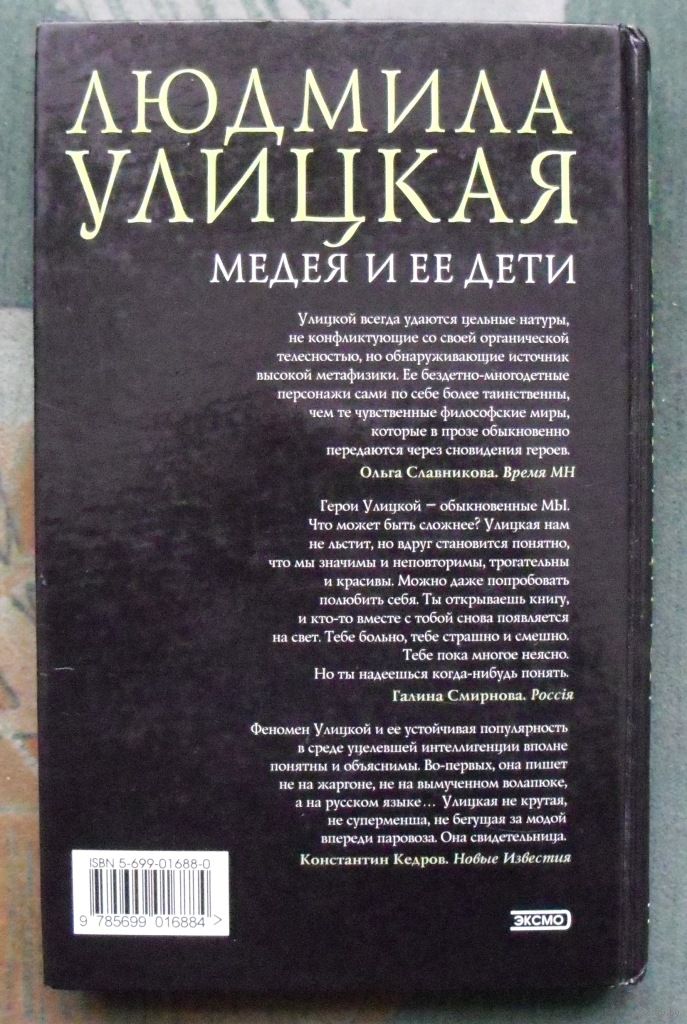 ЛЮДМИЛА
УЛИЦКАЯ
МЕДЕЯ И ЕЕ ДЕТИ
Улицкой всегда удаются цельные натуры,
не конфликтующие со своей органической
телесностью, но обнаруживающие источник
высокой метафизики. Ее бездетно-многодетные
персонажи сами по себе более таинственны,
чем те чувственные философские миры,
которые в прозе обыкновенно
передаются через сновидения героев.
Ольга Славникова. Время МН
Герои Улицкой – обыкновенные МЫ.
Что может быть сложнее? Улицкая нам
не льстит, но вдруг становится понятно,
что мы значимы и неповторимы, трогательны
и красивы. Можно даже попробовать
полюбить себя. Ты открываешь книгу,
и кто-то вместе с тобой снова появляется
на свет. Тебе больно, тебе страшно и смешно.
Тебе пока многое неясно.
Но ты надеешься когда-нибудь понять.
Галина Смирнова. Россія
Феномен Улицкой и ее устойчивая популярность
в среде уцелевшей интеллигенции вполне
понятны и объяснимы. Во-первых, она пишет
не на жаргоне, не на вымученном волапюке,
а на русском языке... Улицкая не крутая,
не суперменша, не бегущая за модой
впереди паровоза. Она свидетельница.
Константин Кедров. Новые Известия
ISBN 5-699-01688-0
9 785699 016884 >
ЭКСМО